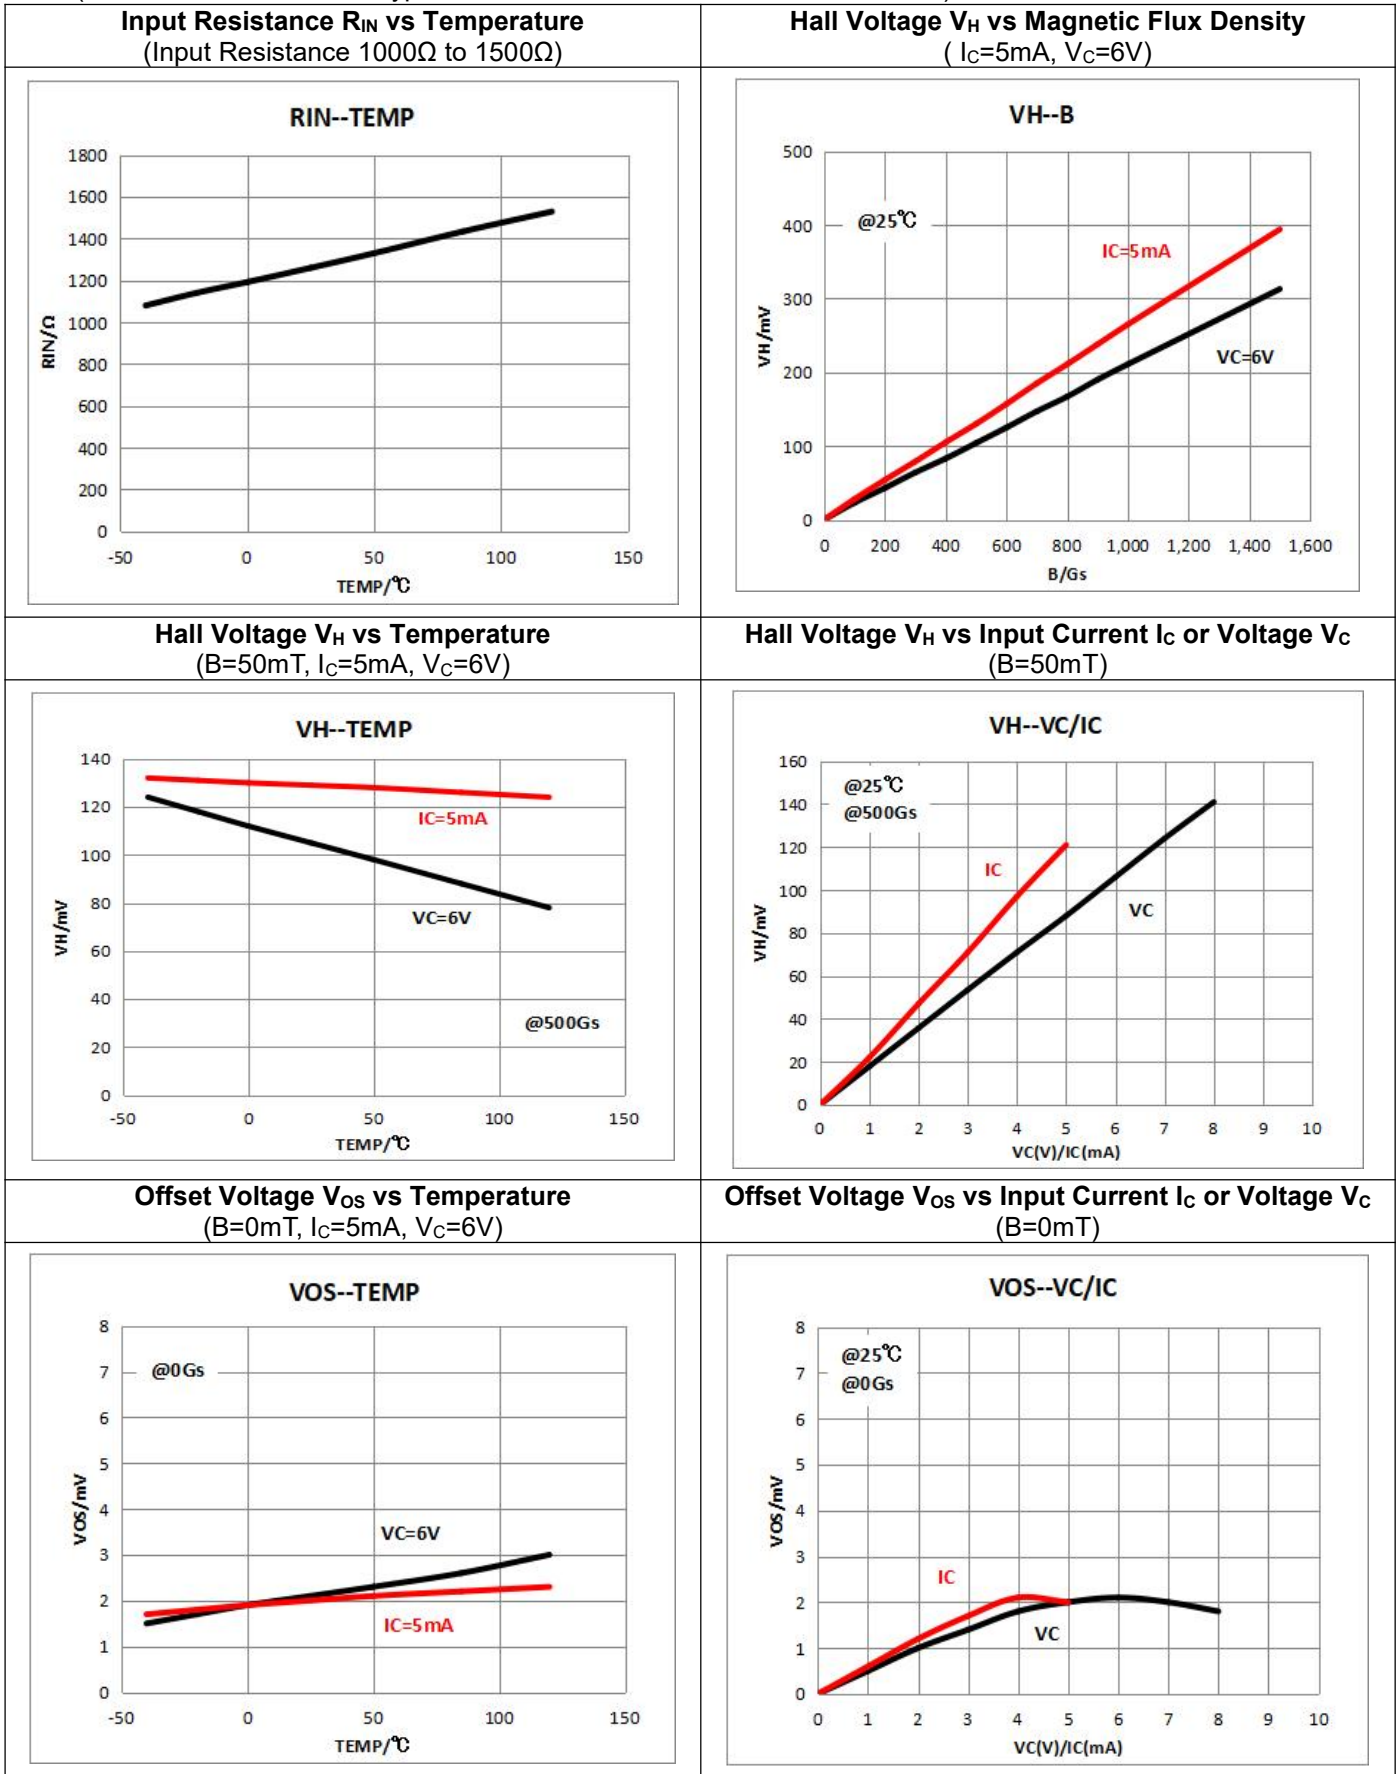 Input Resistance RIN vs Temperature
(Input Resistance 1000Ω to 1500Ω)
RIN--TEMP
1800
1600
1400
1200
1000
800
600
400
200
0
RIN/Ω
-50 0 50 100 150
TEMP/℃
Hall Voltage VH vs Magnetic Flux Density
( IC=5mA, VC=6V)
VH--B
500
400
300
200
100
0
VH/mV
@25℃
IC=5mA
VC=6V
0 200 400 600 800 1,000 1,200 1,400 1,600
B/Gs
Hall Voltage VH vs Temperature
(B=50mT, IC=5mA, VC=6V)
VH--TEMP
140
120
100
80
60
40
20
0
VH/mV
IC=5mA
VC=6V
@500Gs
-50 0 50 100 150
TEMP/℃
Hall Voltage VH vs Input Current IC or Voltage VC
(B=50mT)
VH--VC/IC
160
140
120
100
80
60
40
20
0
VH/mV
@25℃
@500Gs
IC
VC
0 1 2 3 4 5 6 7 8 9 10
VC(V)/IC(mA)
Offset Voltage VOS vs Temperature
(B=0mT, IC=5mA, VC=6V)
VOS--TEMP
8
7
6
5
4
3
2
1
0
VOS/mV
@0Gs
VC=6V
IC=5mA
-50 0 50 100 150
TEMP/℃
Offset Voltage VOS vs Input Current IC or Voltage VC
(B=0mT)
VOS--VC/IC
8
7
6
5
4
3
2
1
0
VOS/mV
@25℃
@0Gs
IC
VC
0 1 2 3 4 5 6 7 8 9 10
VC(V)/IC(mA)